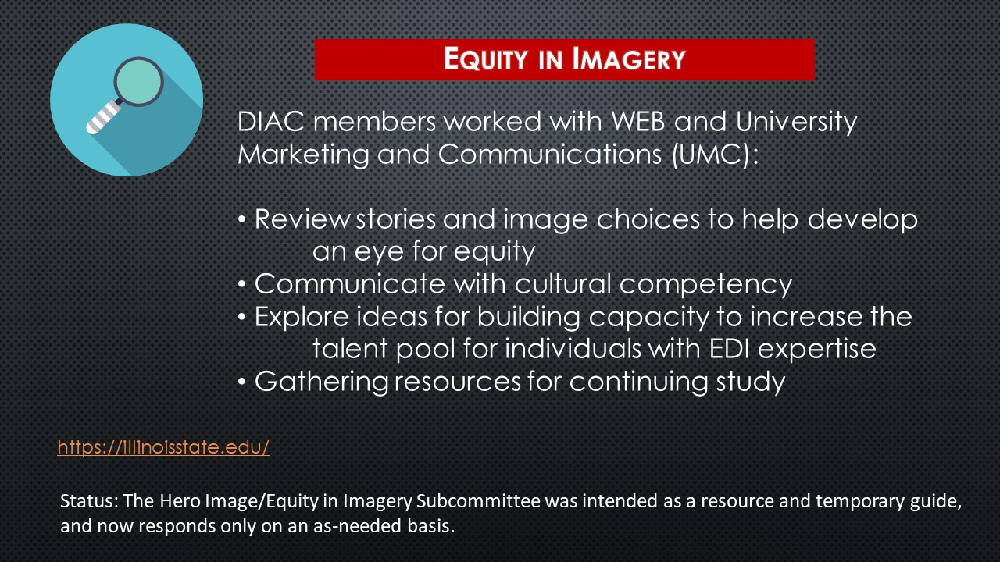 EQUITY IN IMAGERY
DIAC members worked with WEB and University
Marketing and Communications (UMC):
• Review stories and image choices to help develop
an eye for equity
• Communicate with cultural competency
• Explore ideas for building capacity to increase the
talent pool for individuals with EDI expertise
• Gathering resources for continuing study
https://illinoisstate.edu/
Status: The Hero Image/Equity in Imagery Subcommittee was intended as a resource and temporary guide,
and now responds only on an as-needed basis.